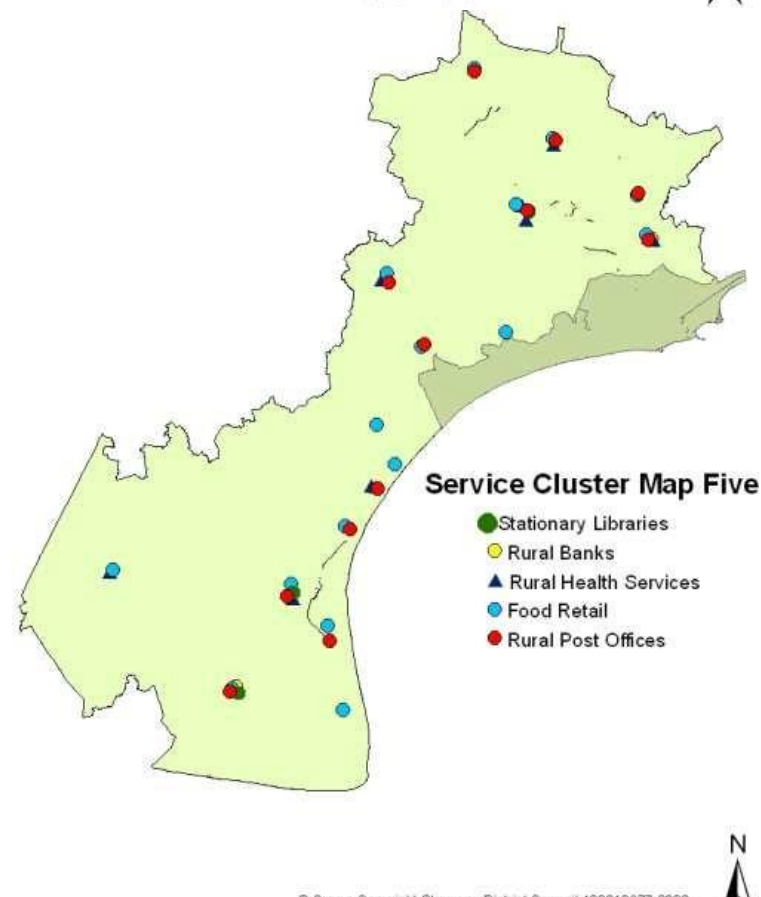 Service Cluster Map Five
Stationary Libraries
Rural Banks
Rural Health Services
Food Retail
Rural Post Offices
N